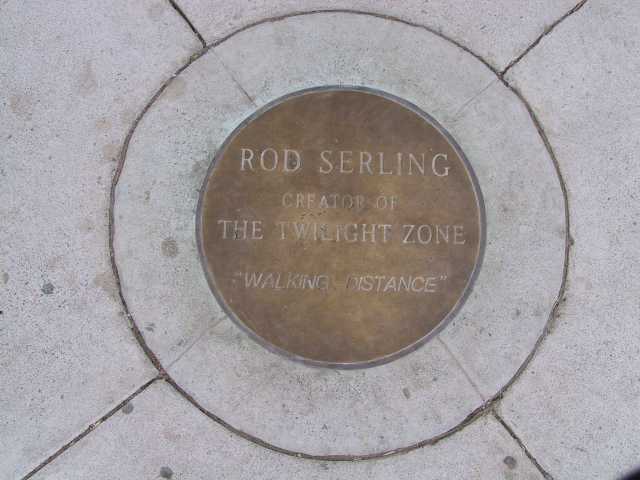 ROD SERLING
CREATOR OF
THE TWILIGHT ZONE
"WALKING DISTANCE"